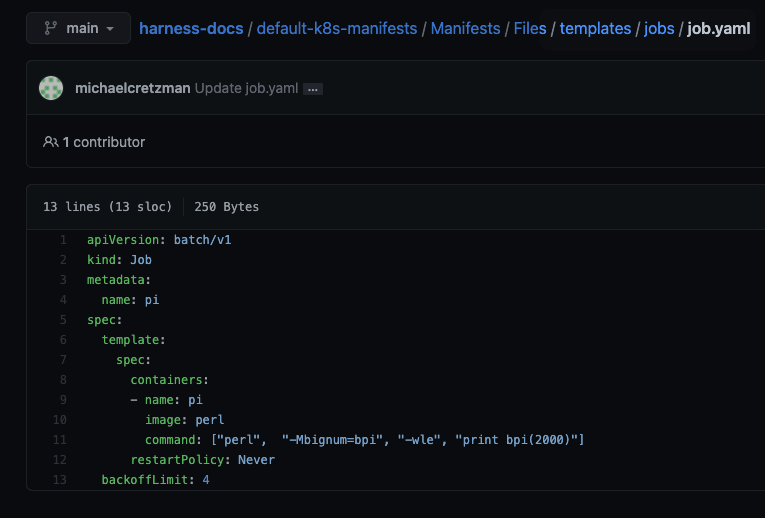 main harness-docs / default-k8s-manifests / Manifests / Files / templates / jobs / job.yaml
michaelcretzman Update job.yaml ...
1 contributor
13 lines (13 sloc) 250 Bytes
1 apiVersion: batch/v1
2 kind: Job
3 metadata:
4   name: pi
5 spec:
6   template:
7     spec:
8       containers:
9       - name: pi
10         image: perl
11         command: ["perl",  "-Mbignum=bpi", "-wle", "print bpi(2000)"]
12       restartPolicy: Never
13   backoffLimit: 4